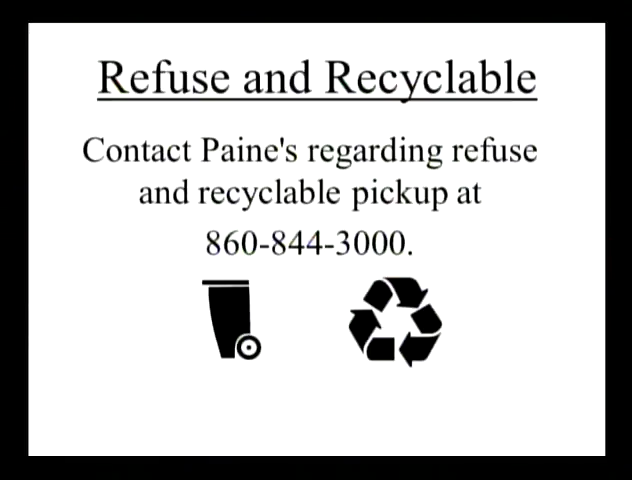 Refuse and Recyclable
Contact Paine's regarding refuse
and recyclable pickup at
860-844-3000.